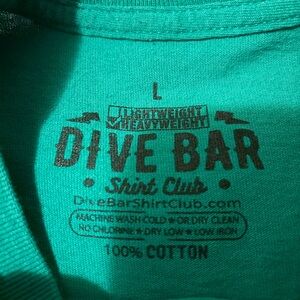 L
LIGHTWEIGHT
HEAVYWEIGHT
DIVE BAR
Shirt Club
DiveBarShirtClub.com
MACHINE WASH COLD ★ OR DRY CLEAN
NO CHLORINE ★ DRY LOW ★ LOW IRON
100% COTTON